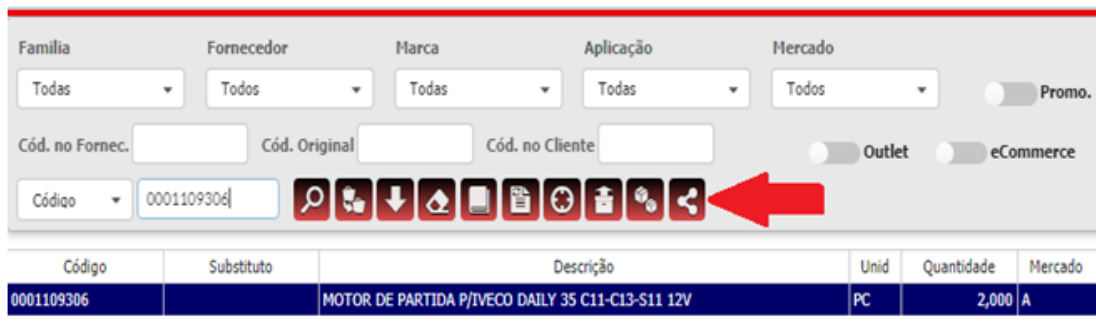 Familia Fornecedor Marca Aplicação Mercado
Todas Todos Todas Todas Todos Promo.
Cód. no Fornec. Cód. Original Cód. no Cliente Outlet eCommerce
Código 0001109306
Código Substituto Descrição Unid Quantidade Mercado
0001109306 MOTOR DE PARTIDA P/IVECO DAILY 35 C11-C13-S11 12V PC 2,000 A